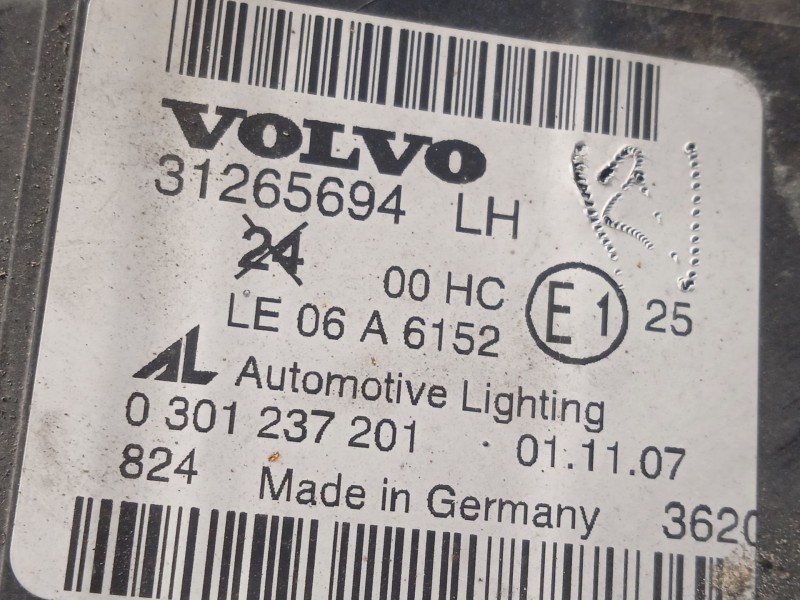 VOLVO
31265694 LH
24
00 HC E1 25
LE 06 A 6152
AL Automotive Lighting
0 301 237 201 01.11.07
824 Made in Germany 3620